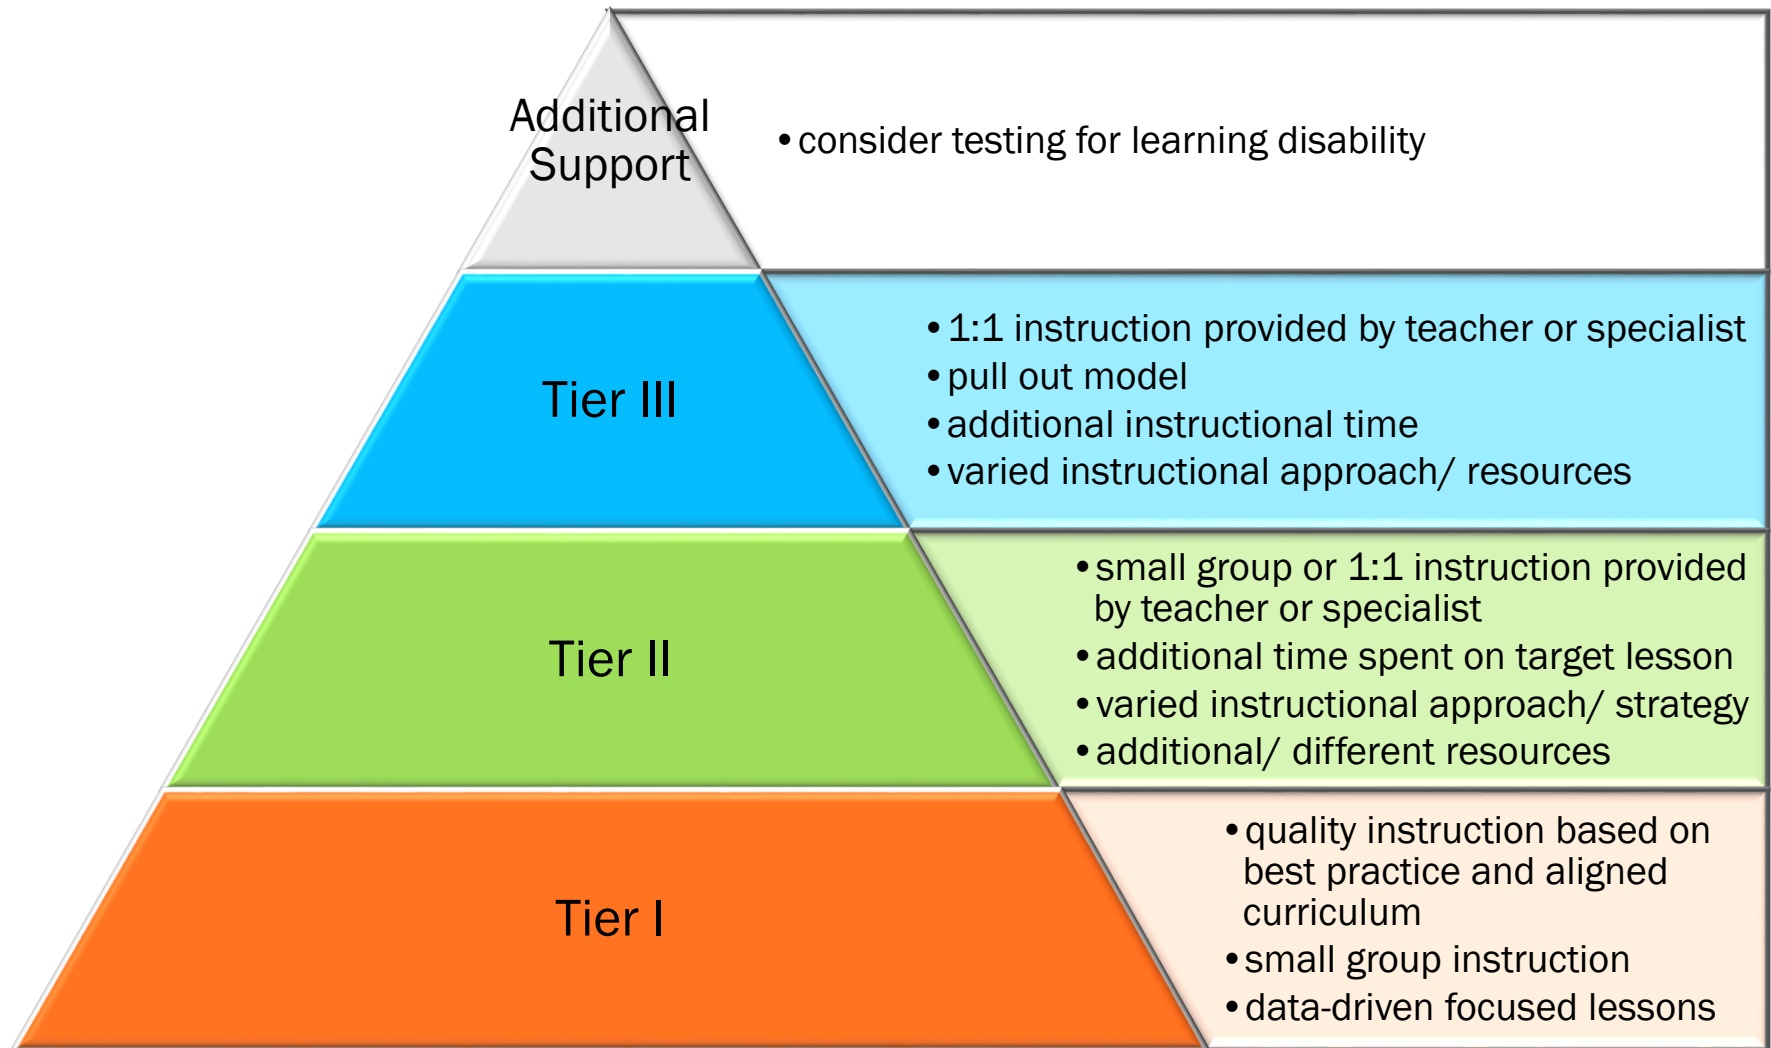 Additional
Support
•consider testing for learning disability
Tier III
•1:1 instruction provided by teacher or specialist
•pull out model
•additional instructional time
•varied instructional approach/ resources
Tier II
•small group or 1:1 instruction provided
by teacher or specialist
•additional time spent on target lesson
•varied instructional approach/ strategy
•additional/ different resources
Tier I
•quality instruction based on
best practice and aligned
curriculum
•small group instruction
•data-driven focused lessons